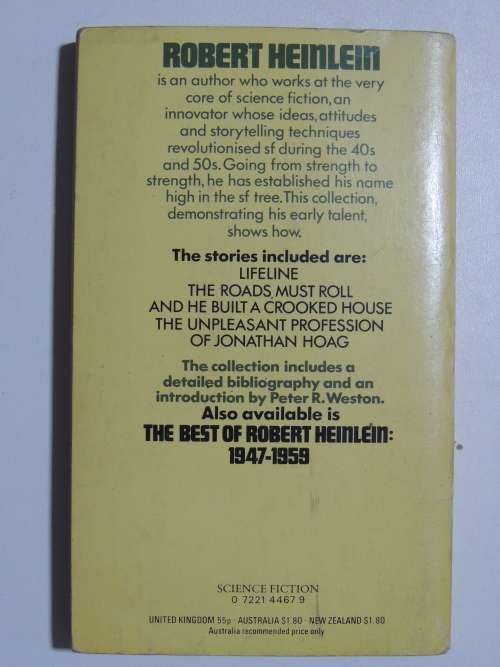 ROBERT HEINLEIN
is an author who works at the very
core of science fiction, an
innovator whose ideas, attitudes
and storytelling techniques
revolutionised sf during the 40s
and 50s. Going from strength to
strength, he has established his name
high in the sf tree. This collection,
demonstrating his early talent,
shows how.
The stories included are:
LIFELINE
THE ROADS MUST ROLL
AND HE BUILT A CROOKED HOUSE
THE UNPLEASANT PROFESSION
OF JONATHAN HOAG
The collection includes a
detailed bibliography and an
introduction by Peter R. Weston.
Also available is
THE BEST OF ROBERT HEINLEIN:
1947-1959
SCIENCE FICTION
0 7221 4467 9
UNITED KINGDOM 55p · AUSTRALIA $1.80 · NEW ZEALAND $1.80
Australia recommended price only